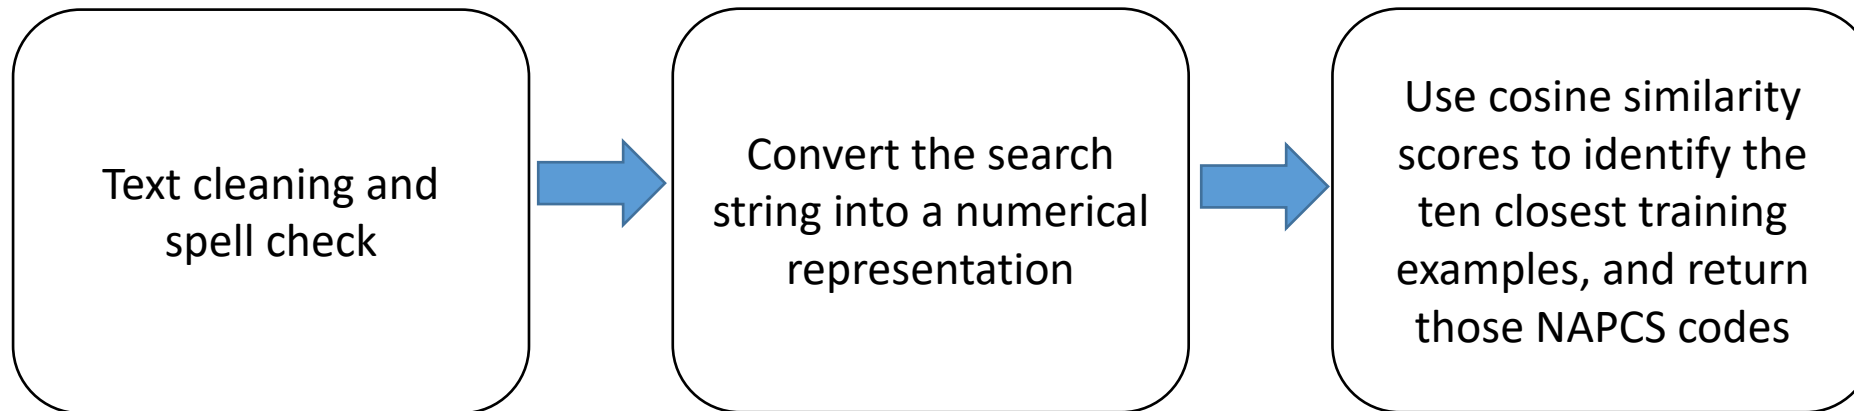 Text cleaning and
spell check
Convert the search
string into a numerical
representation
Use cosine similarity
scores to identify the
ten closest training
examples, and return
those NAPCS codes